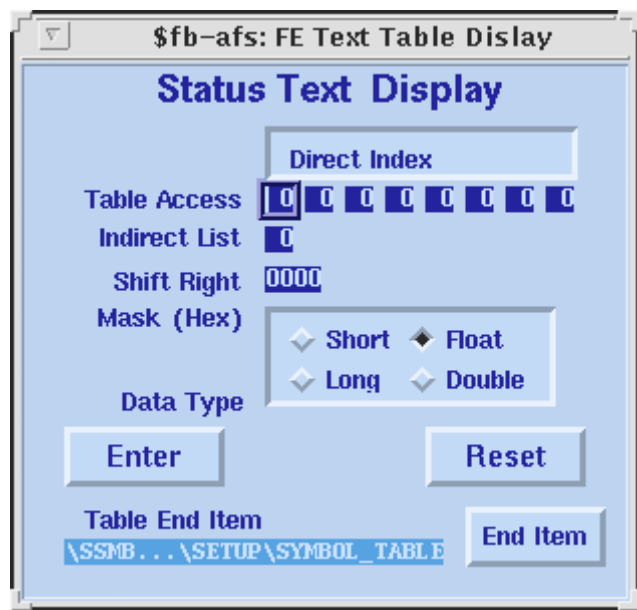 $fb-afs: FE Text Table Dislay
Status Text Display
Direct Index
Table Access 0 0 0 0 0 0 0 0
Indirect List 0
Shift Right 0000
Mask (Hex)
Short Float
Long Double
Data Type
Enter Reset
Table End Item
\SSMB...\SETUP\SYMBOL_TABLE End Item